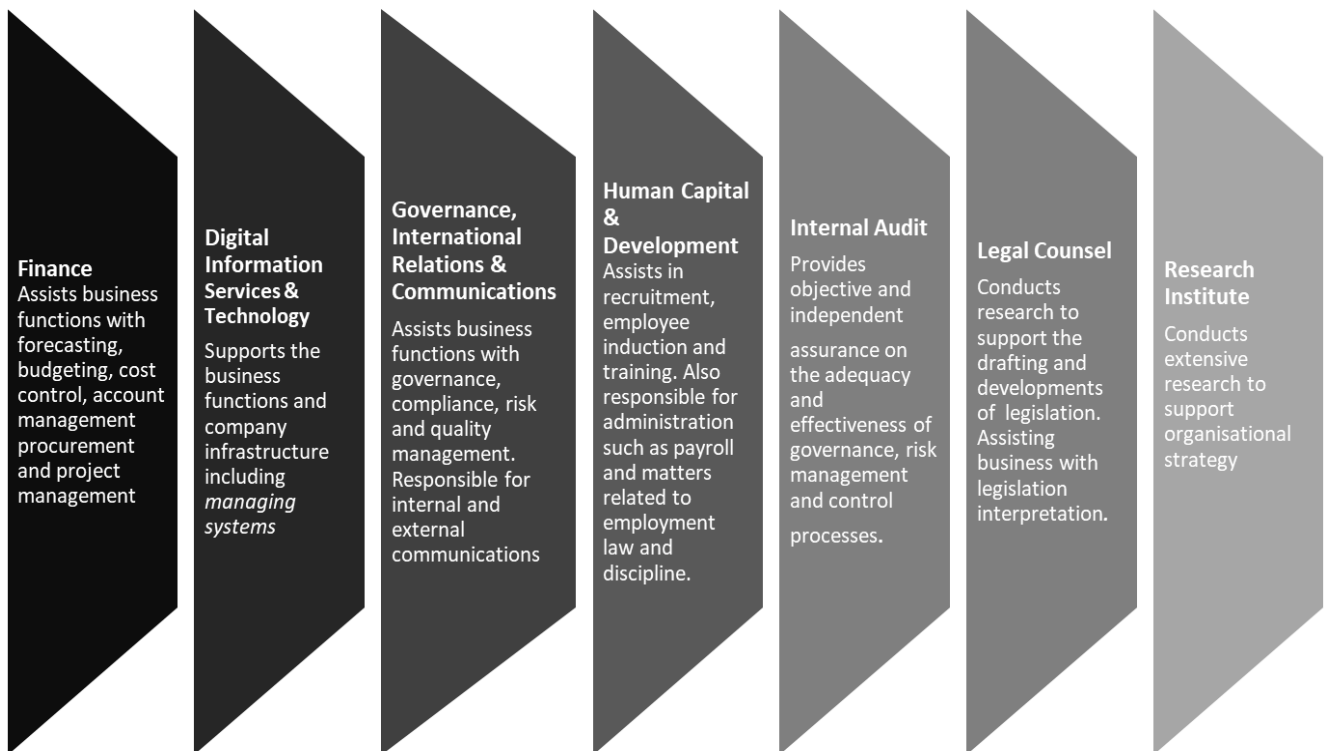 Finance
Assists business
functions with
forecasting,
budgeting, cost
control, account
management
procurement
and project
management
Digital
Information
Services &
Technology
Supports the
business
functions and
company
infrastructure
including
managing
systems
Governance,
International
Relations &
Communications
Assists business
functions with
governance,
compliance, risk
and quality
management.
Responsible for
internal and
external
communications
Human Capital
&
Development
Assists in
recruitment,
employee
induction and
training. Also
responsible for
administration
such as payroll
and matters
related to
employment
law and
discipline.
Internal Audit
Provides
objective and
independent
assurance on
the adequacy
and
effectiveness of
governance, risk
management
and control
processes.
Legal Counsel
Conducts
research to
support the
drafting and
developments
of legislation.
Assisting
business with
legislation
interpretation.
Research
Institute
Conducts
extensive
research to
support
organisational
strategy